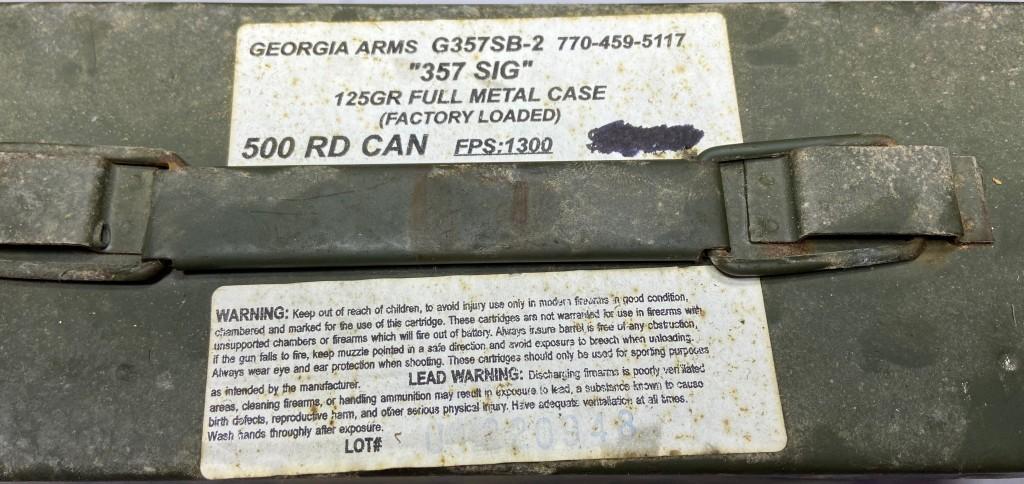 GEORGIA ARMS G357SB-2 770-459-5117
"357 SIG"
125GR FULL METAL CASE
(FACTORY LOADED)
500 RD CAN FPS:1300
WARNING: Keep out of reach of children, to avoid injury use only in modern firearms in good condition,
chambered and marked for the use of this cartridge. These cartridges are not warranted for use in firearms with
unsupported chambers or firearms which will fire out of battery. Always insure barrel is free of any obstruction,
if the gun fails to fire, keep muzzle pointed in a safe direction and avoid exposure to breech when unloading.
Always wear eye and ear protection when shooting. These cartridges should only be used for sporting purposes
as intended by the manufacturer. LEAD WARNING: Discharging firearms is poorly ventilated
areas, cleaning firearms, or handling ammunition may result in exposure to lead, a substance known to cause
birth defects, reproductive harm, and other serious physical injury. Have adequate ventallation at all times.
Wash hands throughly after exposure.
LOT#